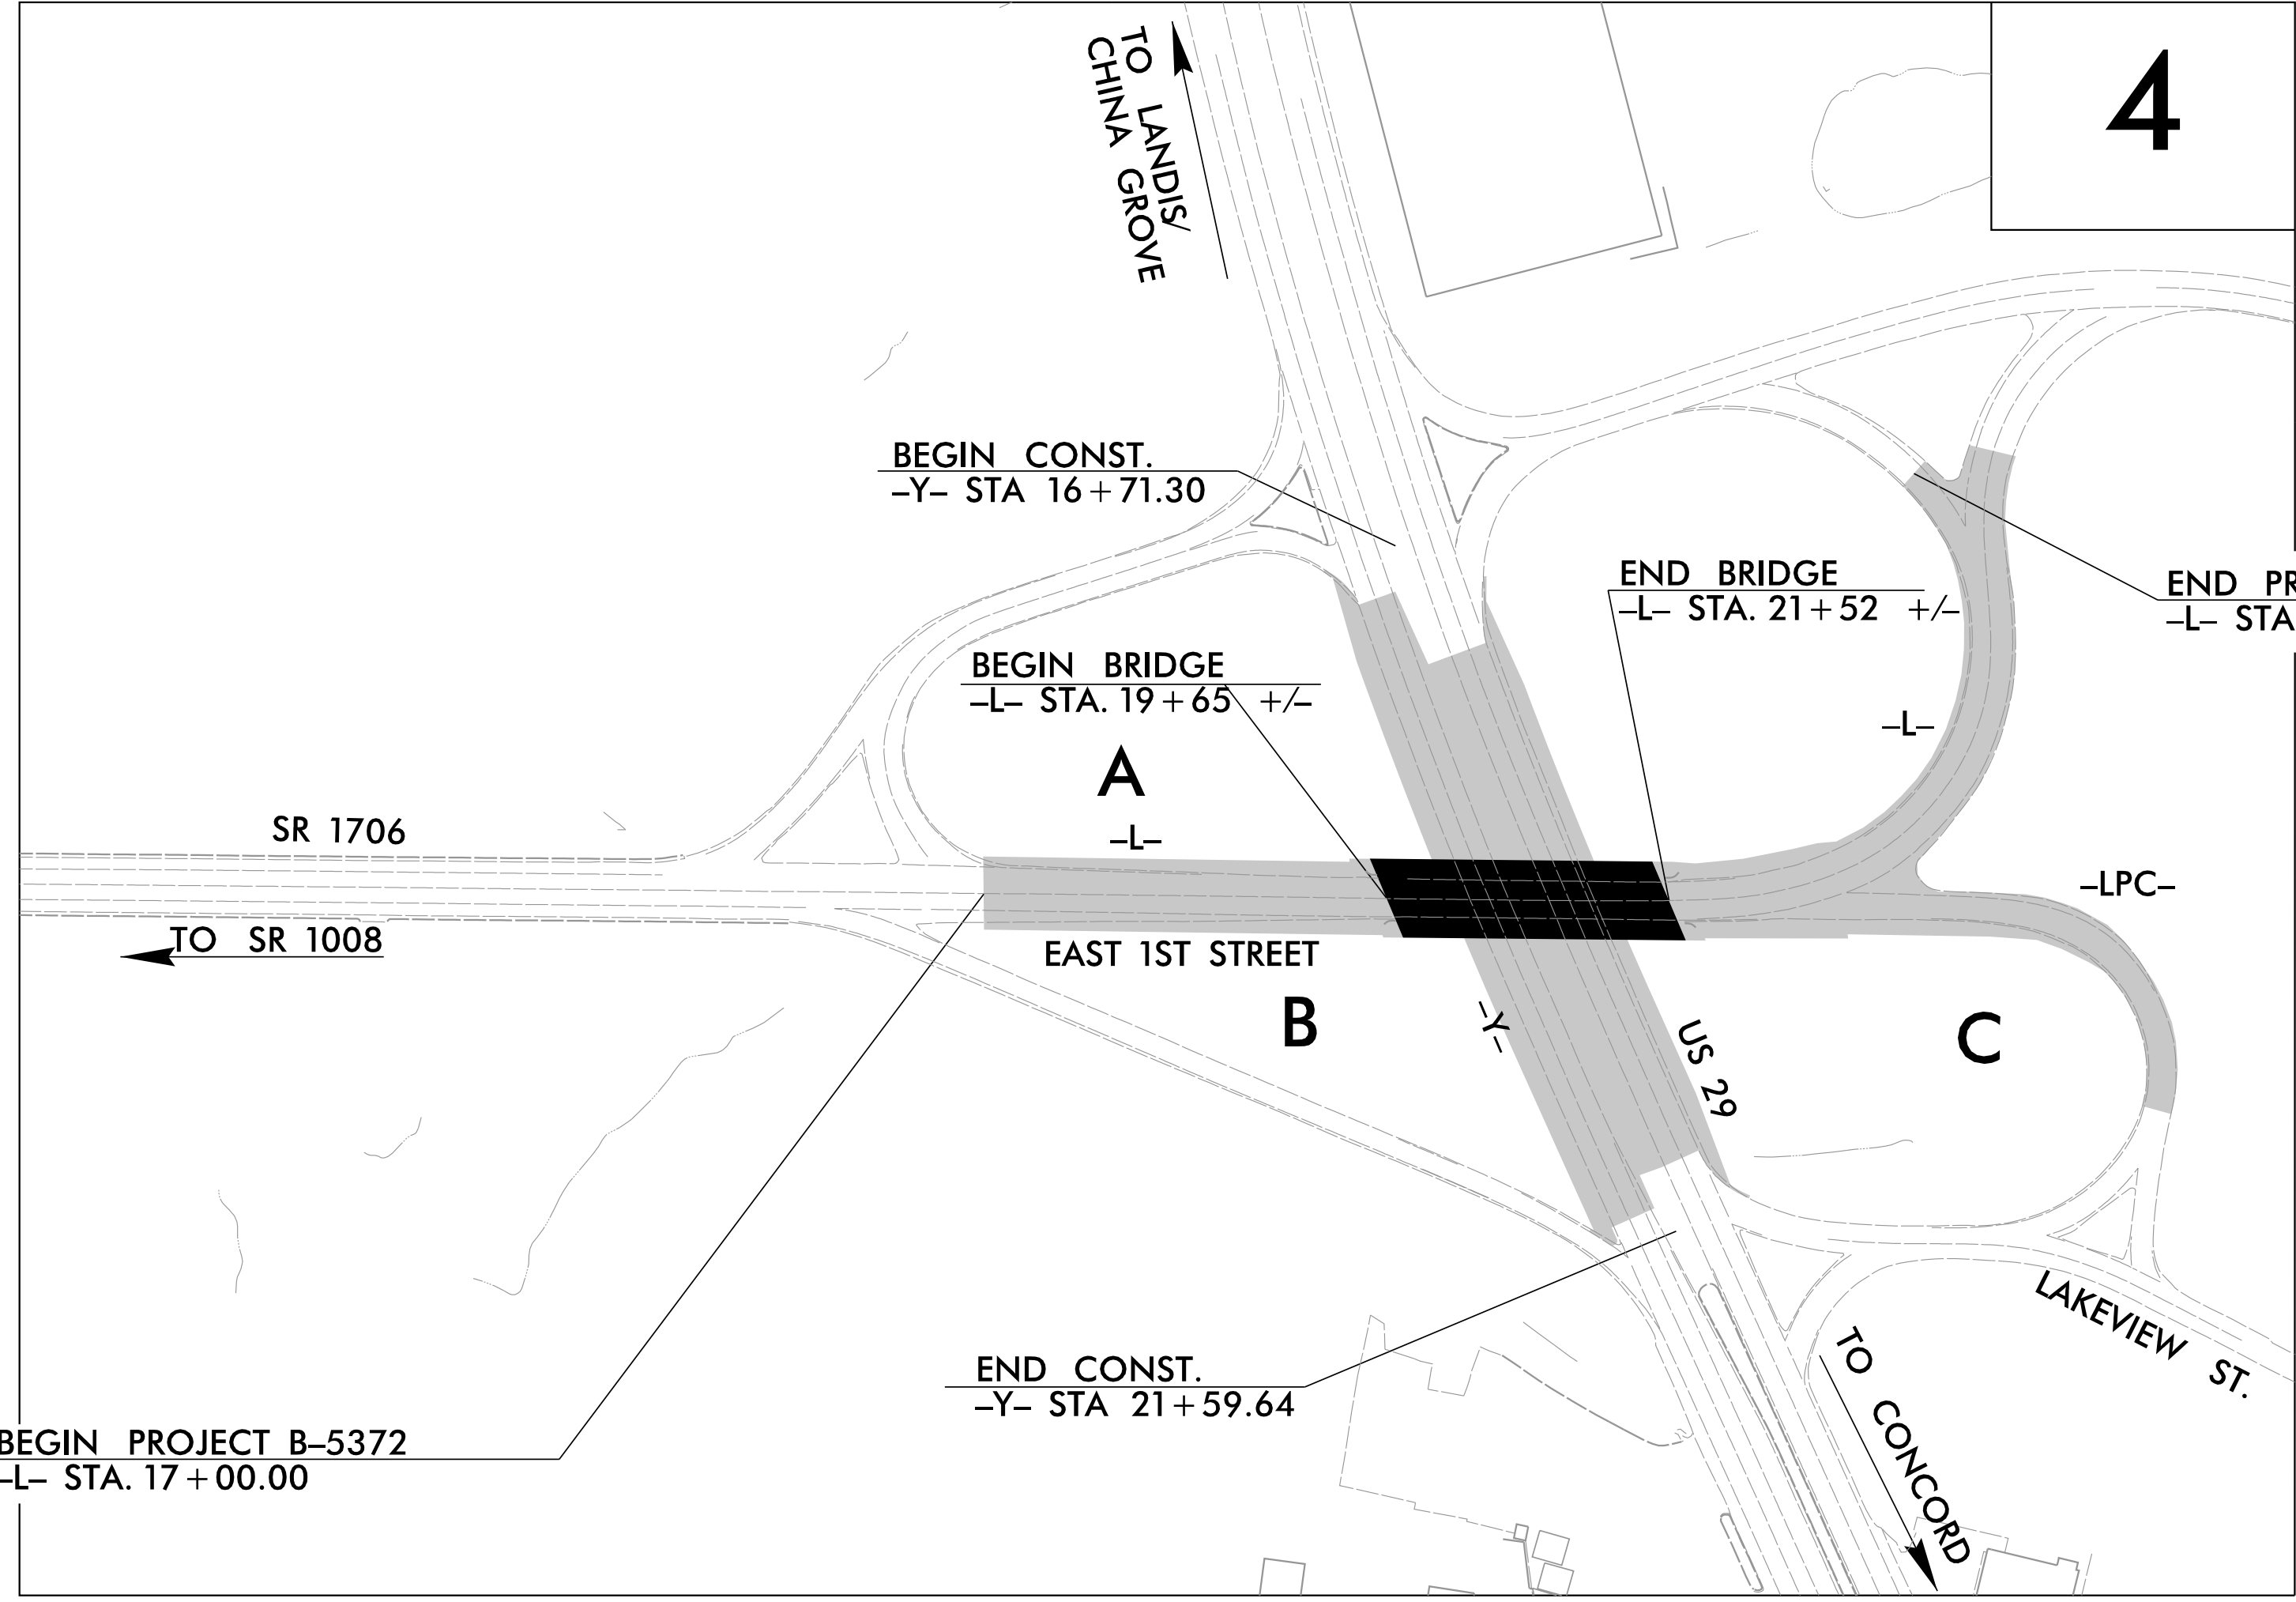 4
TO LANDIS/
CHINA GROVE
BEGIN CONST.
–Y– STA 16+71.30
END BRIDGE
–L– STA. 21+52 +/–
END PR
–L– STA
BEGIN BRIDGE
–L– STA. 19+65 +/–
–L–
A
–L–
SR 1706
–LPC–
TO SR 1008
EAST 1ST STREET
B
–Y–
US 29
C
LAKEVIEW ST.
END CONST.
–Y– STA 21+59.64
TO CONCORD
BEGIN PROJECT B–5372
–L– STA. 17+00.00